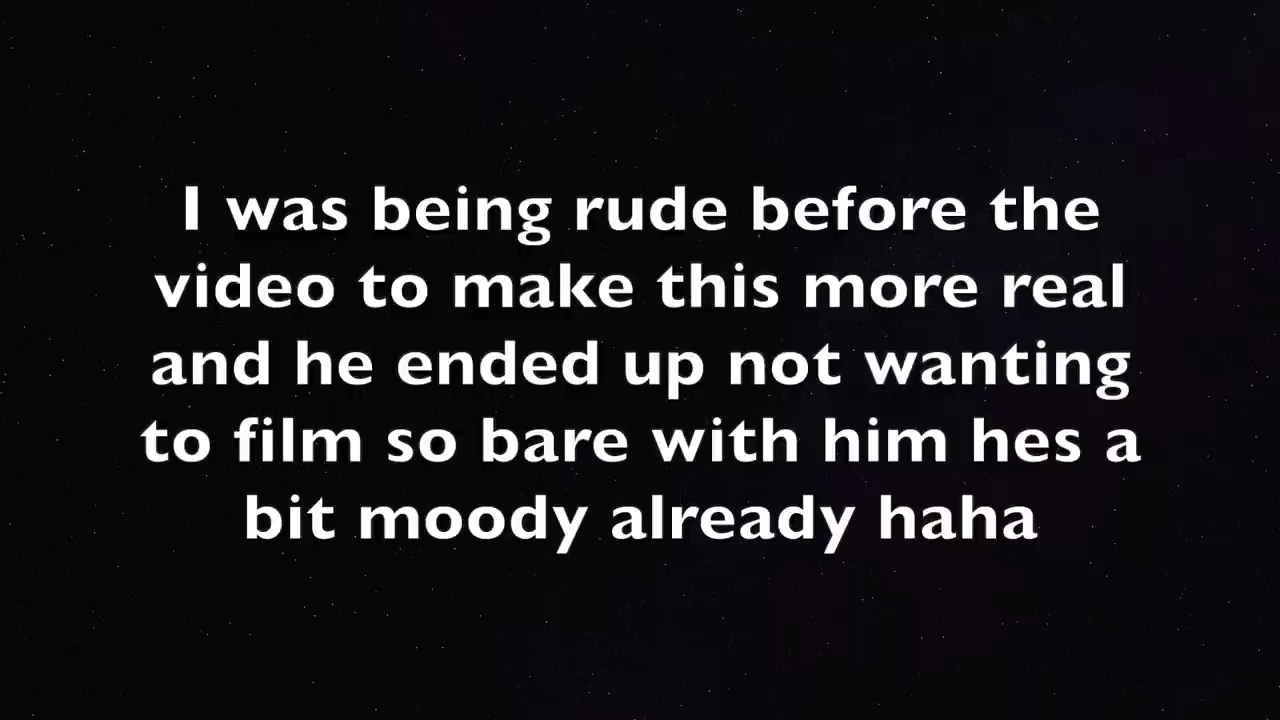 I was being rude before the
video to make this more real
and he ended up not wanting
to film so bare with him hes a
bit moody already haha